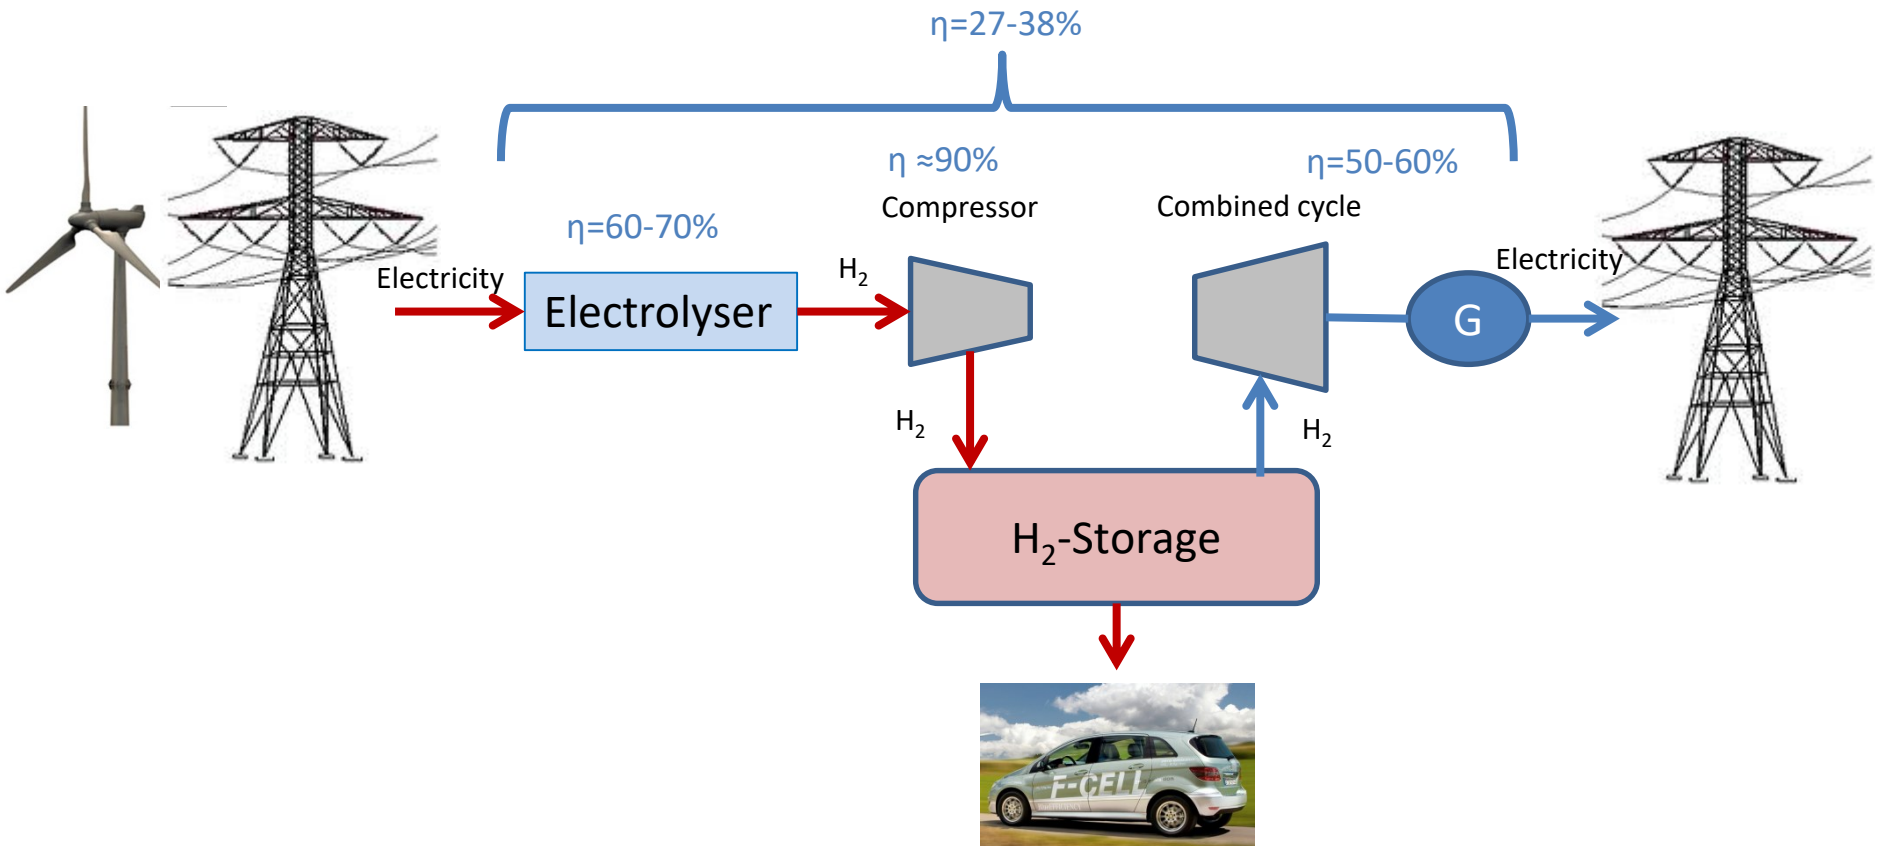 η=27-38%
η ≈90%
Compressor
η=50-60%
Combined cycle
η=60-70%
Electricity
Electrolyser
H₂
H₂
Electricity
G
H₂
H₂-Storage
F-CELL